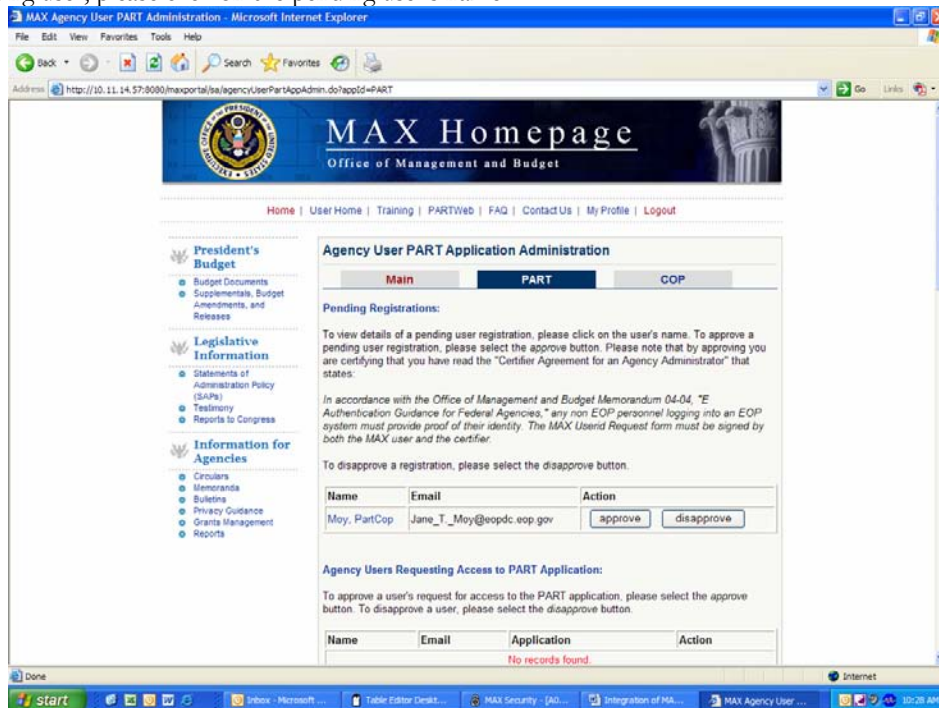 MAX Agency User PART Administration - Microsoft Internet Explorer
File Edit View Favorites Tools Help
Back Search Favorites
Address http://10.11.14.57:8080/maxportal/sa/agencyUserPartAppAdmin.do?appId=PART Go Links
MAX Homepage
Office of Management and Budget
Home | User Home | Training | PARTWeb | FAQ | Contact Us | My Profile | Logout
President's
Budget
Budget Documents
Supplementals, Budget
Amendments, and
Releases
Legislative
Information
Statements of
Administration Policy
(SAPs)
Testimony
Reports to Congress
Information for
Agencies
Circulars
Memoranda
Bulletins
Privacy Guidance
Grants Management
Reports
Agency User PART Application Administration
Main PART COP
Pending Registrations:
To view details of a pending user registration, please click on the user's name. To approve a
pending user registration, please select the approve button. Please note that by approving you
are certifying that you have read the "Certifier Agreement for an Agency Administrator" that
states:
In accordance with the Office of Management and Budget Memorandum 04-04, "E
Authentication Guidance for Federal Agencies," any non EOP personnel logging into an EOP
system must provide proof of their identity. The MAX Userid Request form must be signed by
both the MAX user and the certifier.
To disapprove a registration, please select the disapprove button.
Name Email Action
Moy, PartCop Jane_T._Moy@eopdc.eop.gov approve disapprove
Agency Users Requesting Access to PART Application:
To approve a user's request for access to the PART application, please select the approve
button. To disapprove a user, please select the disapprove button.
Name Email Application Action
No records found.
Done Internet
start Inbox - Microsoft ... Table Editor Deskt... MAX Security - [AO... Integration of MA... MAX Agency User ... 10:28 AM